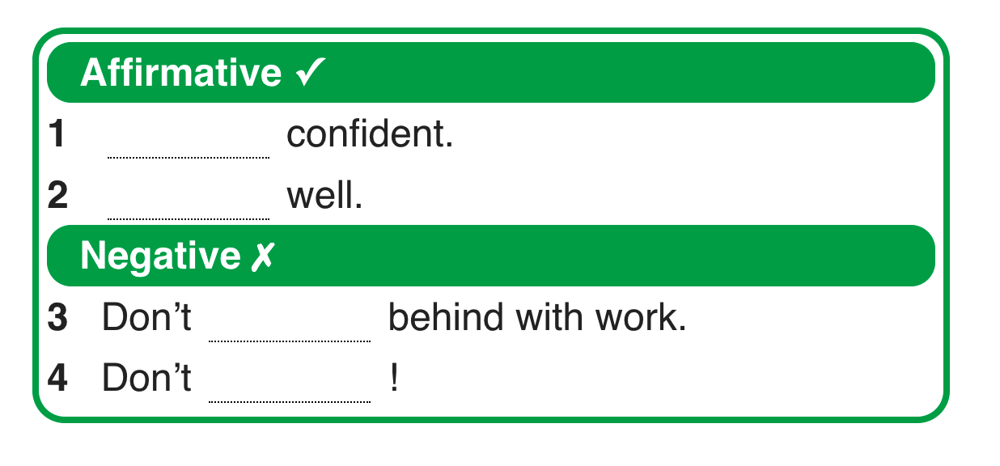 Affirmative ✓
1 ............ confident.
2 ............ well.
Negative ✗
3 Don’t ............ behind with work.
4 Don’t ............ !